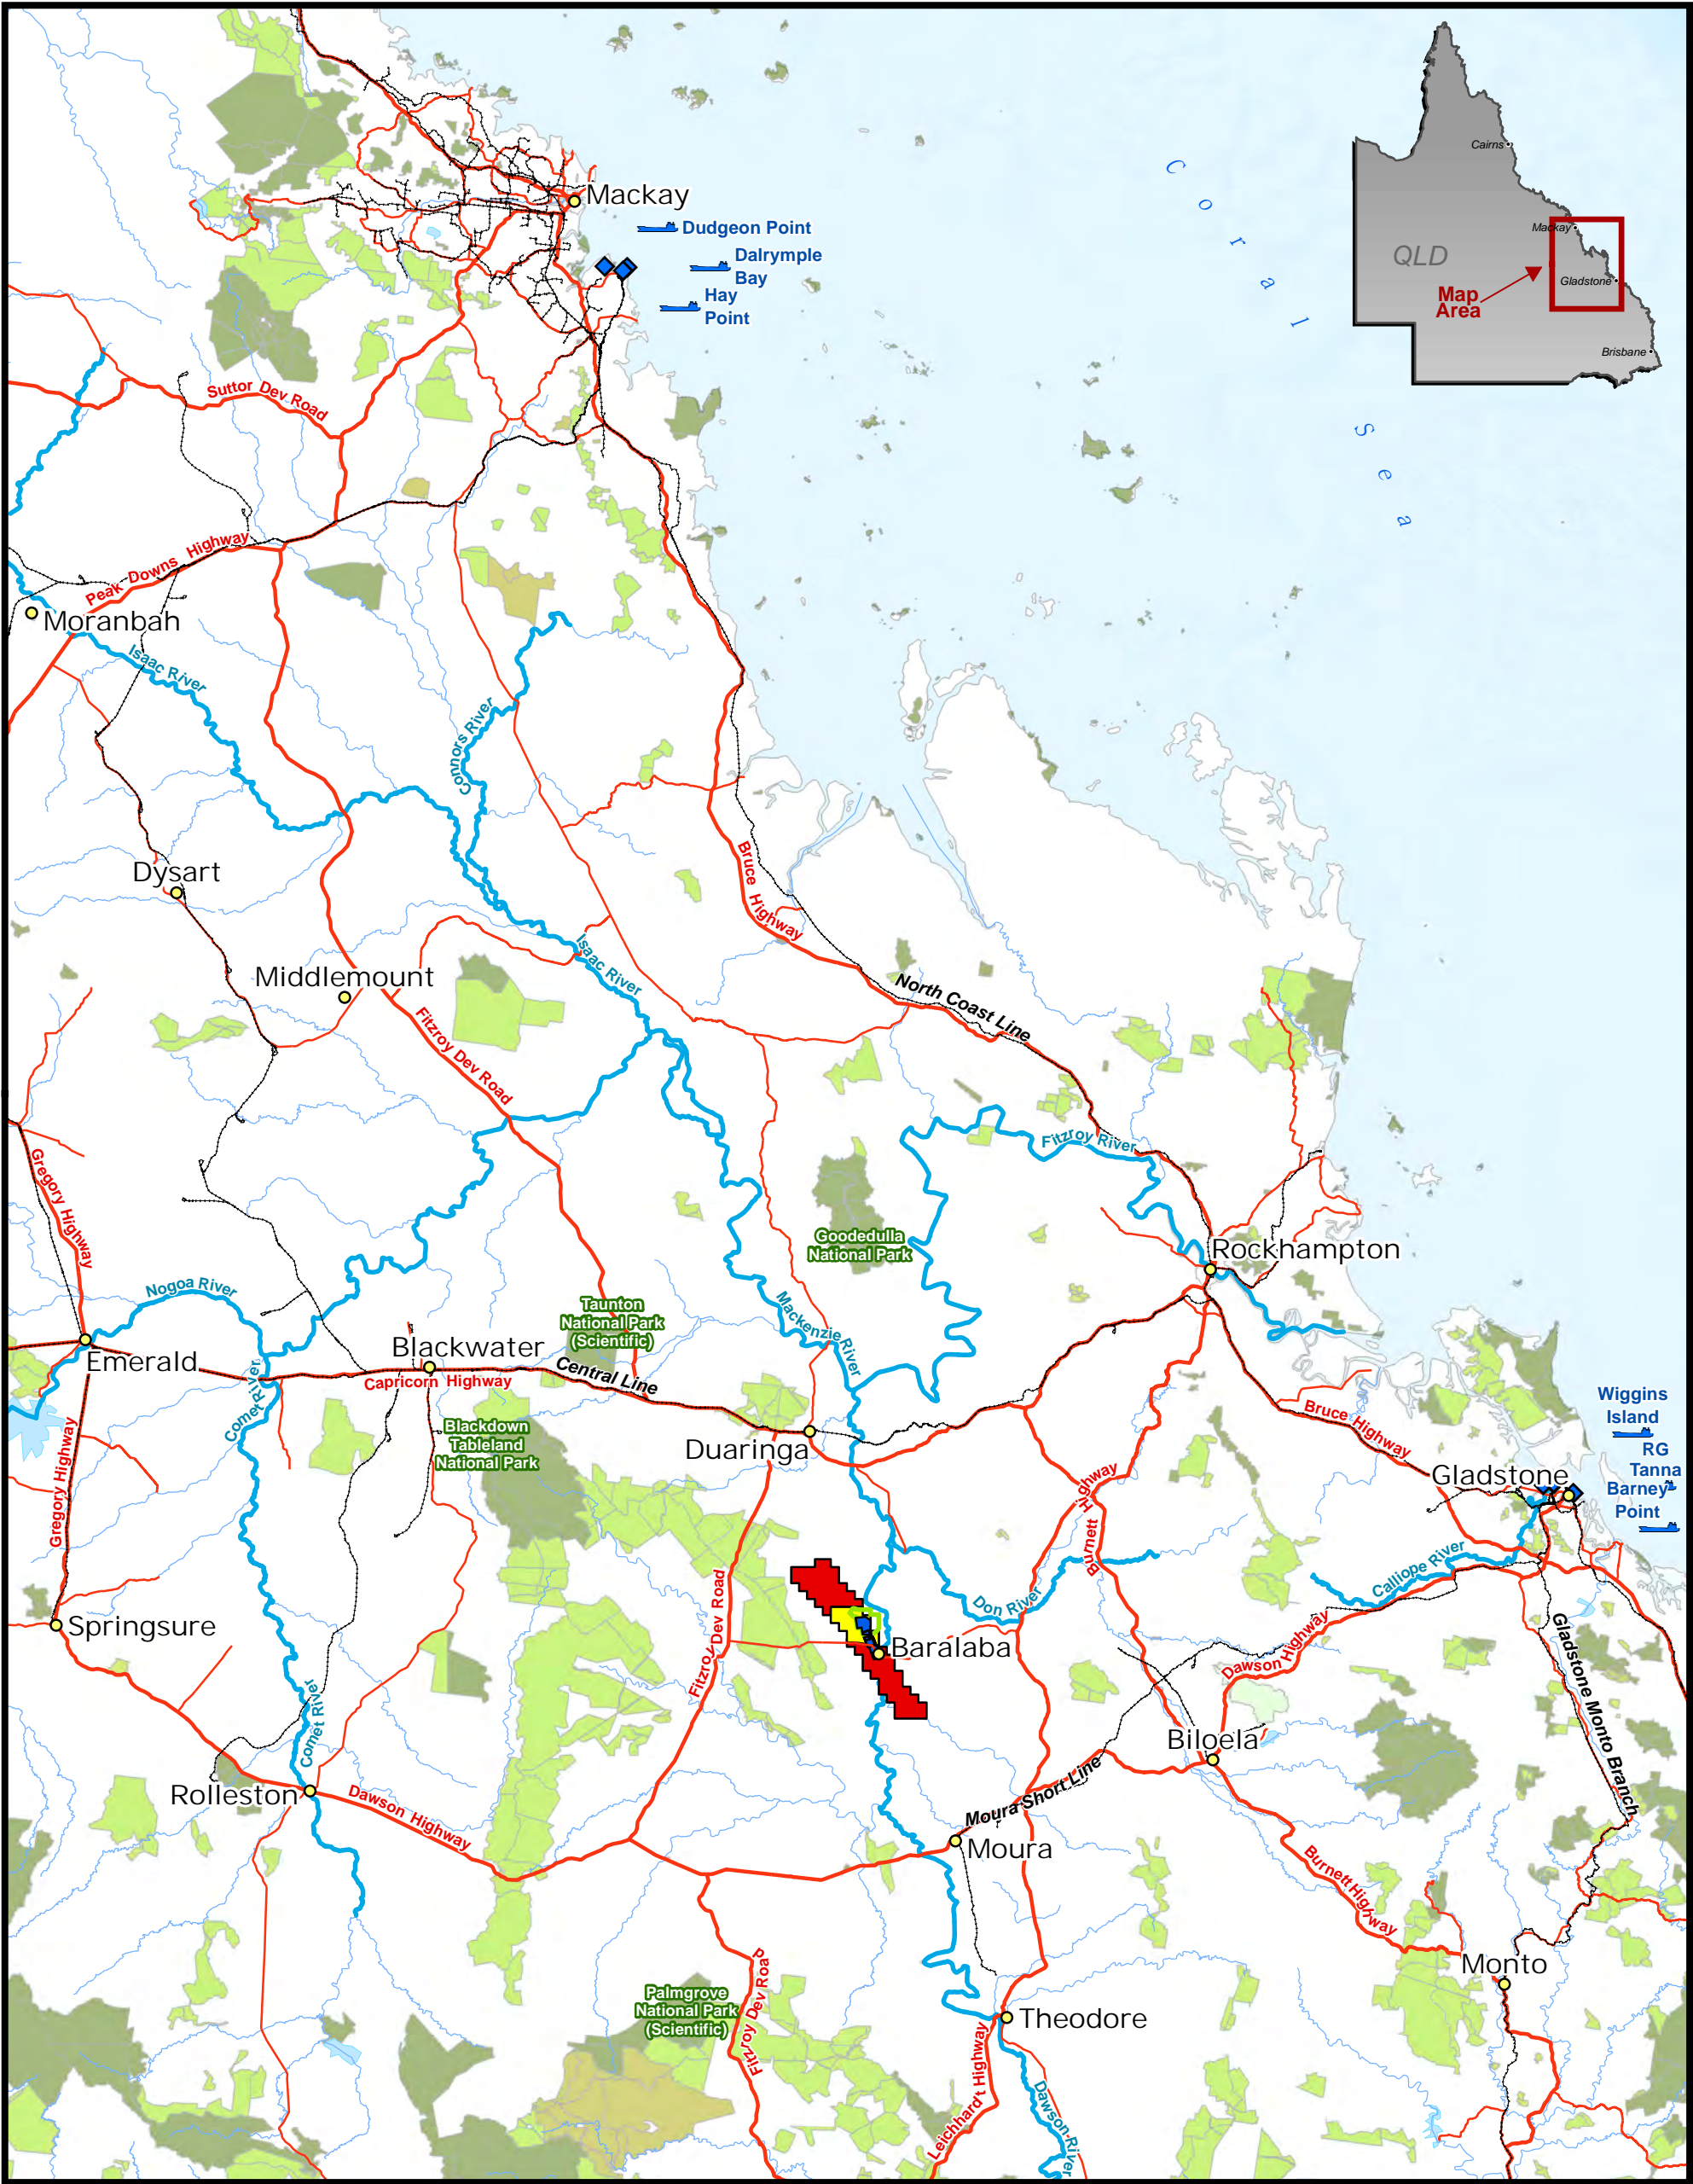 Cairns
Mackay
QLD
Gladstone
Map
Area
Brisbane
Coral Sea
Mackay
Dudgeon Point
Dalrymple
Bay
Hay
Point
Suttor Dev Road
Peak Downs Highway
Moranbah
Isaac River
Connors River
Dysart
Bruce Highway
Middlemount
Isaac River
North Coast Line
Fitzroy Dev Road
Fitzroy River
Gregory Highway
Goodedulla
National Park
Rockhampton
Nogoa River
Taunton
National Park
(Scientific)
Mackenzie River
Emerald
Blackwater
Central Line
Capricorn Highway
Comet River
Blackdown
Tableland
National Park
Duaringa
Gregory Highway
Bruce Highway
Wiggins
Island
RG
Tanna
Barney
Point
Gladstone
Burnett Highway
Calliope River
Don River
Fitzroy Dev Road
Springsure
Baralaba
Dawson Highway
Gladstone Monto Branch
Comet River
Biloela
Rolleston
Dawson Highway
Moura Short Line
Moura
Burnett Highway
Monto
Palmgrove
National Park
(Scientific)
Fitzroy Dev Road
Theodore
Leichhard't Highway
Dawson River